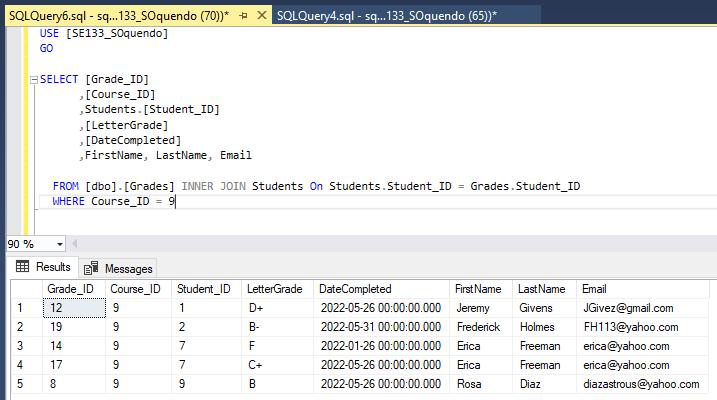 SQLQuery6.sql - sq...133_SOquendo (70))* SQLQuery4.sql - sq...133_SOquendo (65))*
USE [SE133_SOquendo]
GO
SELECT [Grade_ID]
,[Course_ID]
,Students.[Student_ID]
,[LetterGrade]
,[DateCompleted]
,FirstName, LastName, Email
FROM [dbo].[Grades] INNER JOIN Students On Students.Student_ID = Grades.Student_ID
WHERE Course_ID = 9
90 %
Results Messages
Grade_ID Course_ID Student_ID LetterGrade DateCompleted FirstName LastName Email
1 12 9 1 D+ 2022-05-26 00:00:00.000 Jeremy Givens JGivez@gmail.com
2 19 9 2 B- 2022-05-31 00:00:00.000 Frederick Holmes FH113@yahoo.com
3 14 9 7 F 2022-01-26 00:00:00.000 Erica Freeman erica@yahoo.com
4 17 9 7 C+ 2022-05-26 00:00:00.000 Erica Freeman erica@yahoo.com
5 8 9 9 B 2022-05-26 00:00:00.000 Rosa Diaz diazastrous@yahoo.com